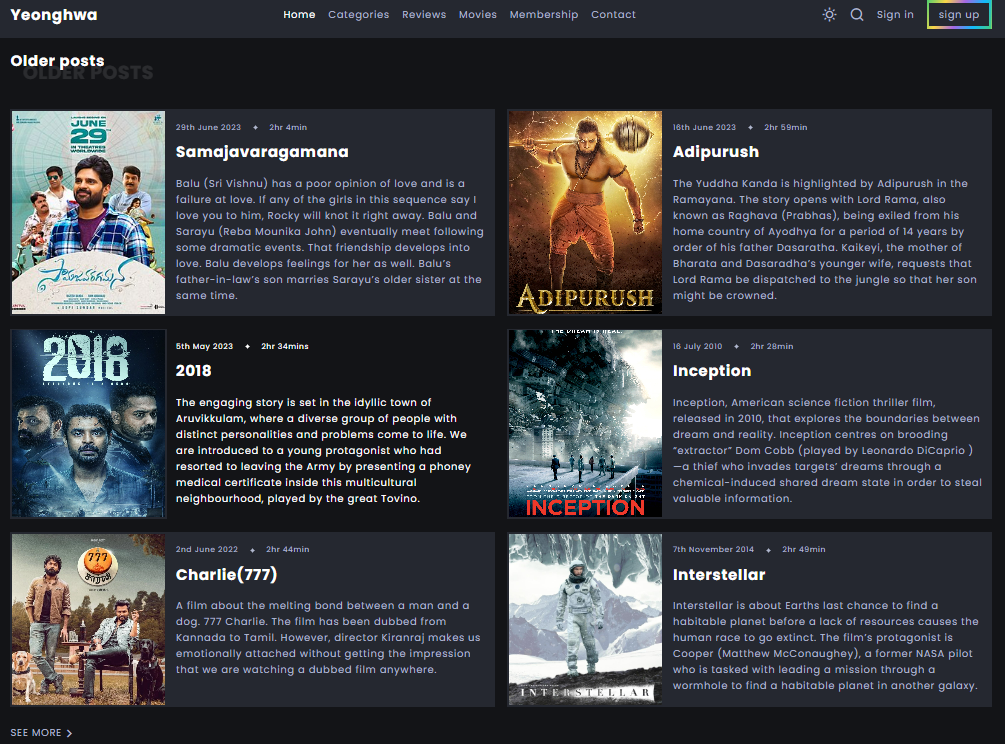 Yeonghwa
Home Categories Reviews Movies Membership Contact
Sign in sign up
Older posts
OLDER POSTS
JUNE
29
IN THEATRES
WORLDWIDE
సామజవరగమన
29th June 2023 ✦ 2hr 4min
Samajavaragamana
Balu (Sri Vishnu) has a poor opinion of love and is a
failure at love. If any of the girls in this sequence say I
love you to him, Rocky will knot it right away. Balu and
Sarayu (Reba Mounika John) eventually meet following
some dramatic events. That friendship develops into
love. Balu develops feelings for her as well. Balu's
father-in-law's son marries Sarayu's older sister at the
same time.
ADIPURUSH
16th June 2023 ✦ 2hr 59min
Adipurush
The Yuddha Kanda is highlighted by Adipurush in the
Ramayana. The story opens with Lord Rama, also
known as Raghava (Prabhas), being exiled from his
home country of Ayodhya for a period of 14 years by
order of his father Dasaratha. Kaikeyi, the mother of
Bharata and Dasaradha's younger wife, requests that
Lord Rama be dispatched to the jungle so that her son
might be crowned.
2018
5th May 2023 ✦ 2hr 34mins
2018
The engaging story is set in the idyllic town of
Aruvikkulam, where a diverse group of people with
distinct personalities and problems come to life. We
are introduced to a young protagonist who had
resorted to leaving the Army by presenting a phoney
medical certificate inside this multicultural
neighbourhood, played by the great Tovino.
THE DREAM IS REAL.
INCEPTION
16 July 2010 ✦ 2hr 28min
Inception
Inception, American science fiction thriller film,
released in 2010, that explores the boundaries between
dream and reality. Inception centres on brooding
“extractor” Dom Cobb (played by Leonardo DiCaprio )
—a thief who invades targets’ dreams through a
chemical-induced shared dream state in order to steal
valuable information.
777
சார்லி
2nd June 2022 ✦ 2hr 44min
Charlie(777)
A film about the melting bond between a man and a
dog. 777 Charlie. The film has been dubbed from
Kannada to Tamil. However, director Kiranraj makes us
emotionally attached without getting the impression
that we are watching a dubbed film anywhere.
INTERSTELLAR
7th November 2014 ✦ 2hr 49min
Interstellar
Interstellar is about Earths last chance to find a
habitable planet before a lack of resources causes the
human race to go extinct. The film's protagonist is
Cooper (Matthew McConaughey), a former NASA pilot
who is tasked with leading a mission through a
wormhole to find a habitable planet in another galaxy.
SEE MORE